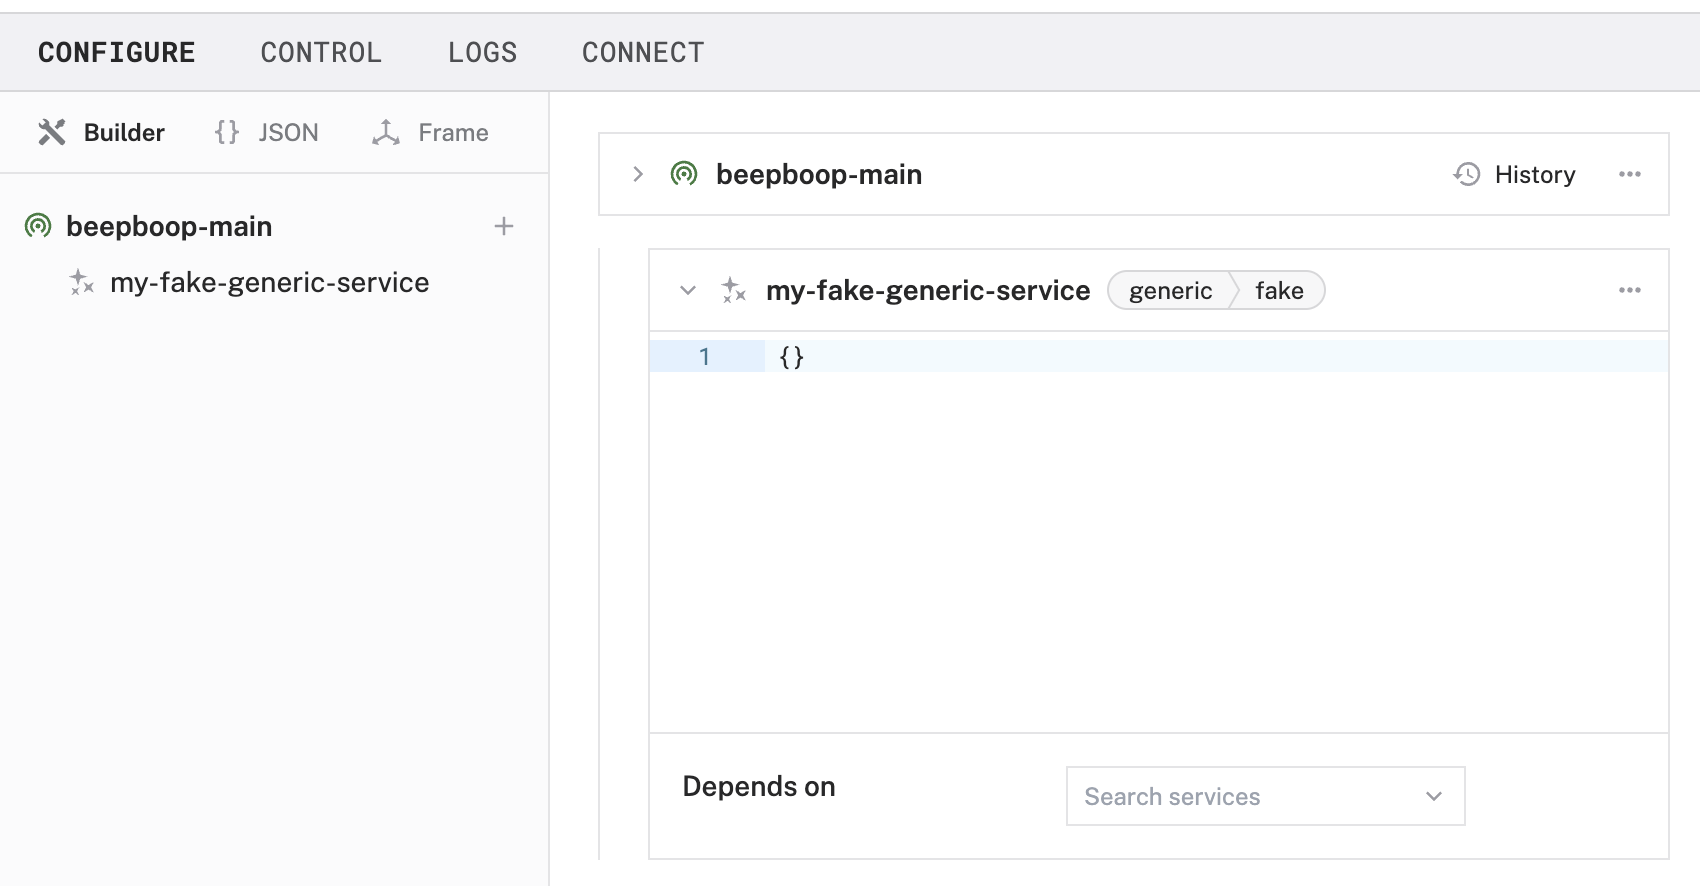 CONFIGURE CONTROL LOGS CONNECT
Builder {} JSON Frame
beepboop-main
my-fake-generic-service
beepboop-main History
my-fake-generic-service generic fake
1 {}
Depends on Search services